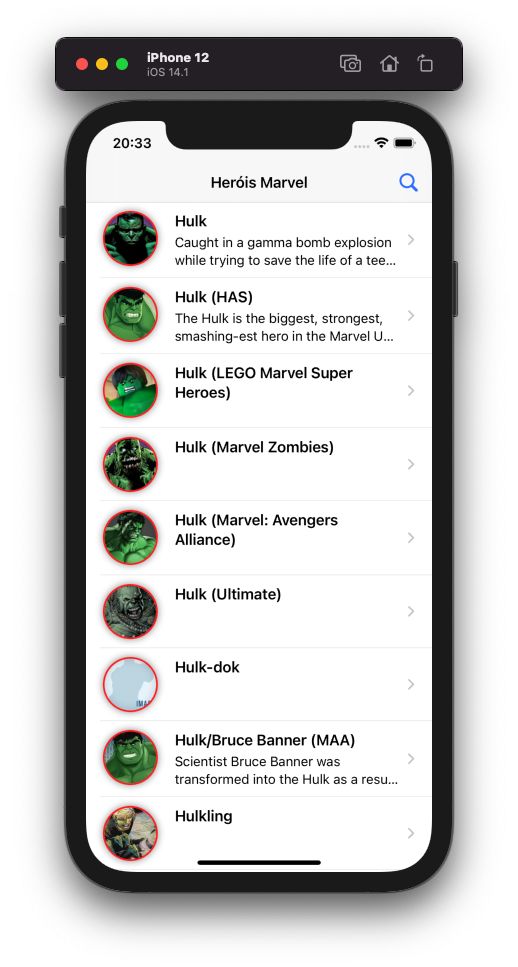 iPhone 12
iOS 14.1
20:33
Heróis Marvel
Hulk
Caught in a gamma bomb explosion
while trying to save the life of a tee...
Hulk (HAS)
The Hulk is the biggest, strongest,
smashing-est hero in the Marvel U...
Hulk (LEGO Marvel Super
Heroes)
Hulk (Marvel Zombies)
Hulk (Marvel: Avengers
Alliance)
Hulk (Ultimate)
Hulk-dok
IMA
Hulk/Bruce Banner (MAA)
Scientist Bruce Banner was
transformed into the Hulk as a resu...
Hulkling